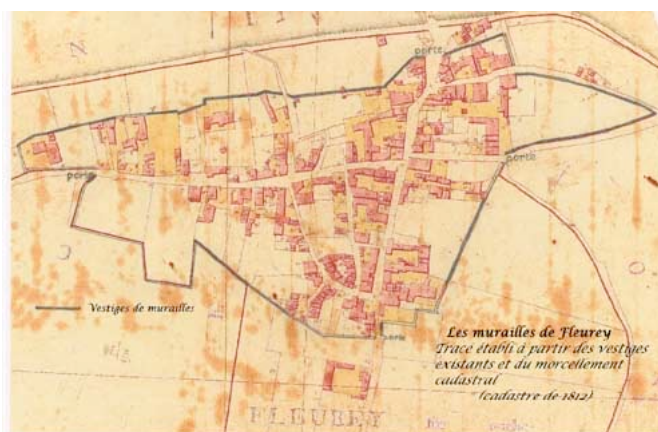 porte
porte
porte
Vestiges de murailles
porte
Les murailles de Fleurey
Tracé établi à partir des vestiges
existants et du morcellement
cadastral
(cadastre de 1812)
FLEUREY